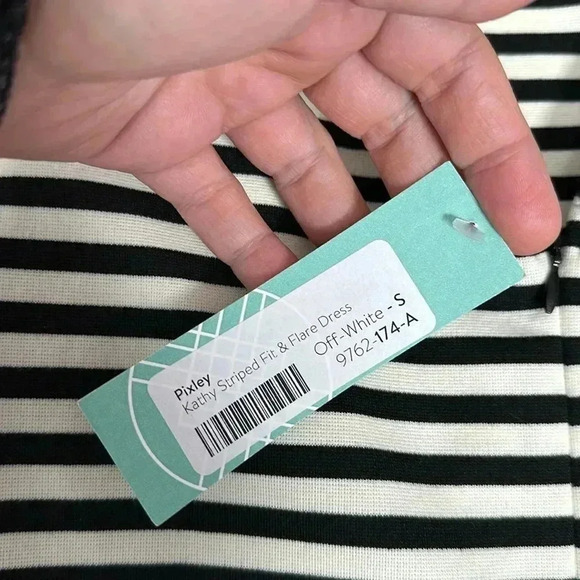 Pixley
Kathy Striped Fit & Flare Dress
Off-White - S
9762-174-A